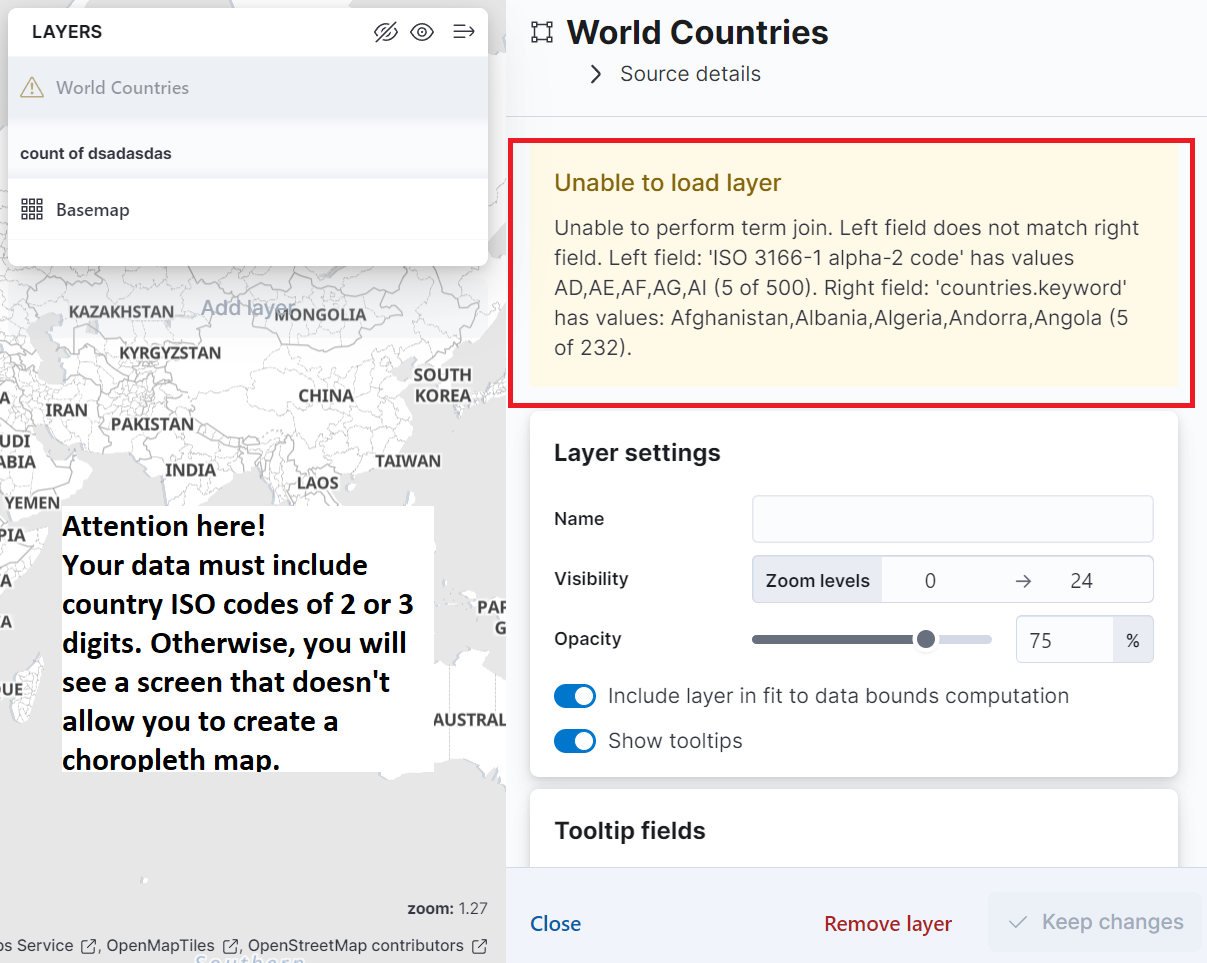 LAYERS
World Countries
count of dsadasdas
Basemap
Add layer
KAZAKHSTAN
MONGOLIA
KYRGYZSTAN
SOUTH
KOREA
CHINA
IRAN
PAKISTAN
UDI
ABIA
INDIA
TAIWAN
LAOS
YEMEN
PIA
A
A
A
UE
PAP
G
AUSTRAL
Attention here!
Your data must include
country ISO codes of 2 or 3
digits. Otherwise, you will
see a screen that doesn't
allow you to create a
choropleth map.
zoom: 1.27
ps Service, OpenMapTiles, OpenStreetMap contributors
Southern
World Countries
Source details
Unable to load layer
Unable to perform term join. Left field does not match right
field. Left field: 'ISO 3166-1 alpha-2 code' has values
AD,AE,AF,AG,AI (5 of 500). Right field: 'countries.keyword'
has values: Afghanistan,Albania,Algeria,Andorra,Angola (5
of 232).
Layer settings
Name
Visibility Zoom levels 0 → 24
Opacity 75 %
Include layer in fit to data bounds computation
Show tooltips
Tooltip fields
Close Remove layer Keep changes